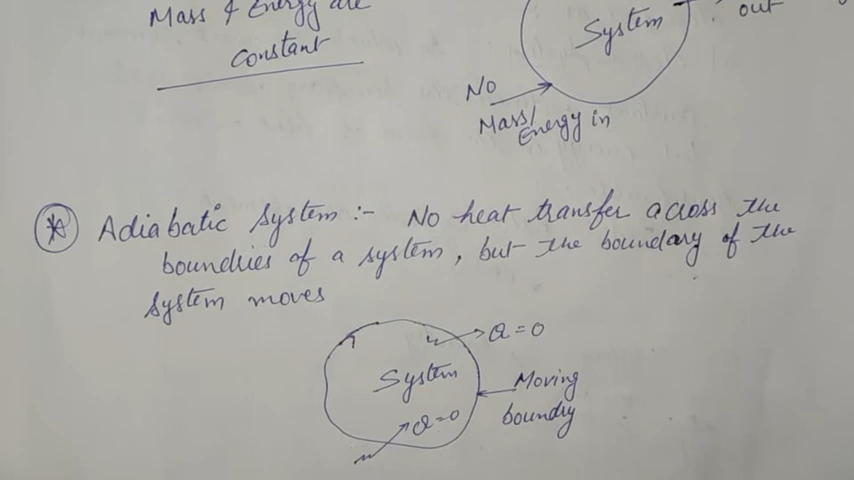 Mass & Energy are
Constant
System
out
No
Mass/
Energy in
Adiabatic System :- No heat transfer across the
boundries of a system, but the boundary of the
system moves
Q = 0
System
Moving
boundry
Q=0